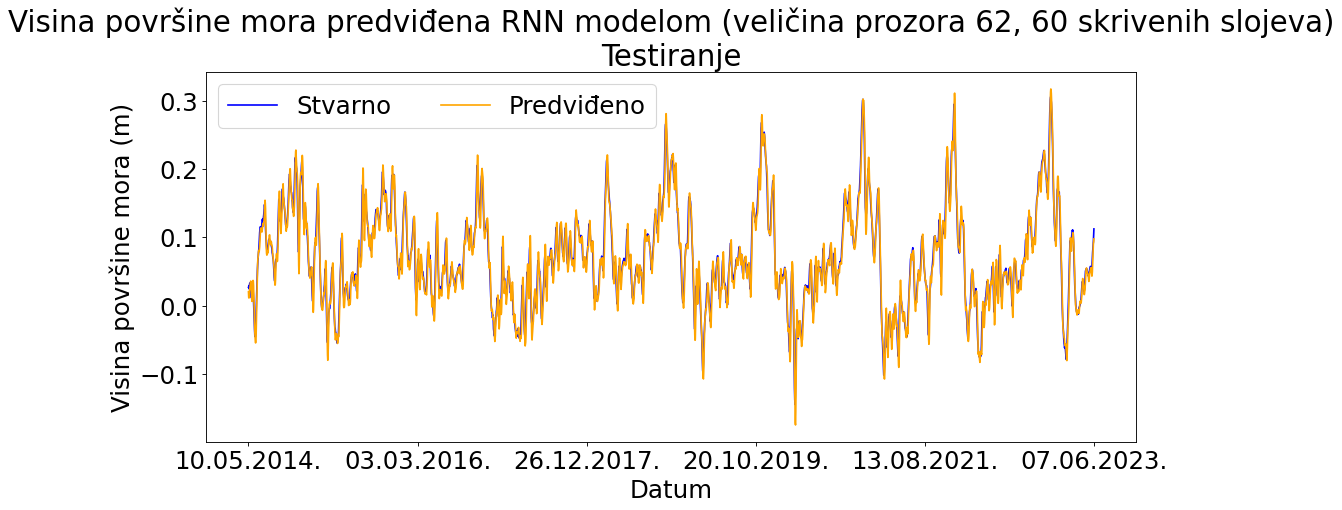 Visina površine mora predviđena RNN modelom (veličina prozora 62, 60 skrivenih slojeva)
Testiranje
Stvarno
Predviđeno
Visina površine mora (m)
0.3
0.2
0.1
0.0
−0.1
10.05.2014.
03.03.2016.
26.12.2017.
20.10.2019.
13.08.2021.
07.06.2023.
Datum